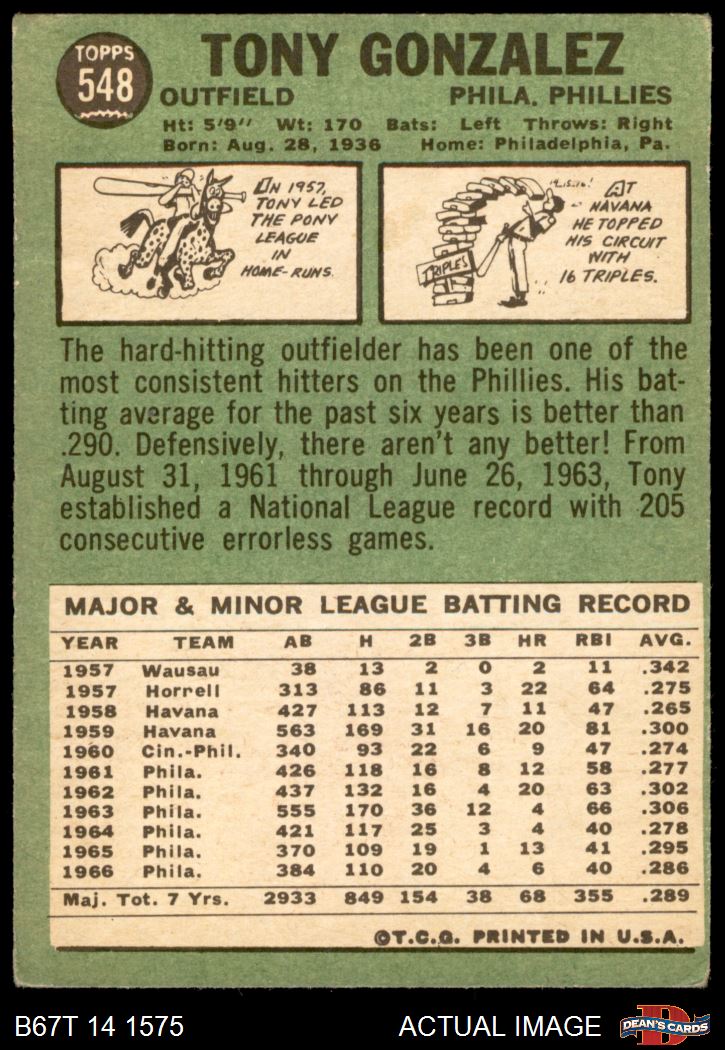 TOPPS
548
TONY GONZALEZ
OUTFIELD PHILA. PHILLIES
Ht: 5'9" Wt: 170 Bats: Left Throws: Right
Born: Aug. 28, 1936 Home: Philadelphia, Pa.
IN 1957,
TONY LED
THE PONY
LEAGUE
IN
HOME-RUNS.
14..15..16!
TRIPLES
AT
HAVANA
HE TOPPED
HIS CIRCUIT
WITH
16 TRIPLES.
The hard-hitting outfielder has been one of the
most consistent hitters on the Phillies. His bat-
ting average for the past six years is better than
.290. Defensively, there aren't any better! From
August 31, 1961 through June 26, 1963, Tony
established a National League record with 205
consecutive errorless games.
MAJOR & MINOR LEAGUE BATTING RECORD
YEAR TEAM AB H 2B 3B HR RBI AVG.
1957 Wausau 38 13 2 0 2 11 .342
1957 Horrell 313 86 11 3 22 64 .275
1958 Havana 427 113 12 7 11 47 .265
1959 Havana 563 169 31 16 20 81 .300
1960 Cin.-Phil. 340 93 22 6 9 47 .274
1961 Phila. 426 118 16 8 12 58 .277
1962 Phila. 437 132 16 4 20 63 .302
1963 Phila. 555 170 36 12 4 66 .306
1964 Phila. 421 117 25 3 4 40 .278
1965 Phila. 370 109 19 1 13 41 .295
1966 Phila. 384 110 20 4 6 40 .286
Maj. Tot. 7 Yrs. 2933 849 154 38 68 355 .289
©T.C.G. PRINTED IN U.S.A.
B67T 14 1575 ACTUAL IMAGE
D
DEAN'S CARDS